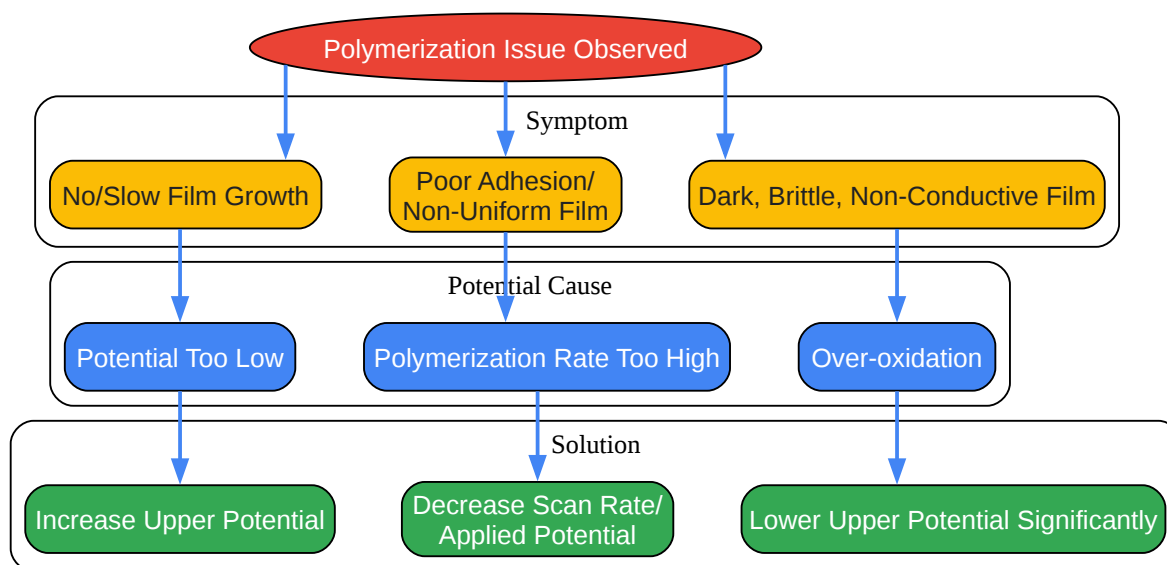 Polymerization Issue Observed
Symptom
No/Slow Film Growth
Poor Adhesion/
Non-Uniform Film
Dark, Brittle, Non-Conductive Film
Potential Cause
Potential Too Low
Polymerization Rate Too High
Over-oxidation
Solution
Increase Upper Potential
Decrease Scan Rate/
Applied Potential
Lower Upper Potential Significantly